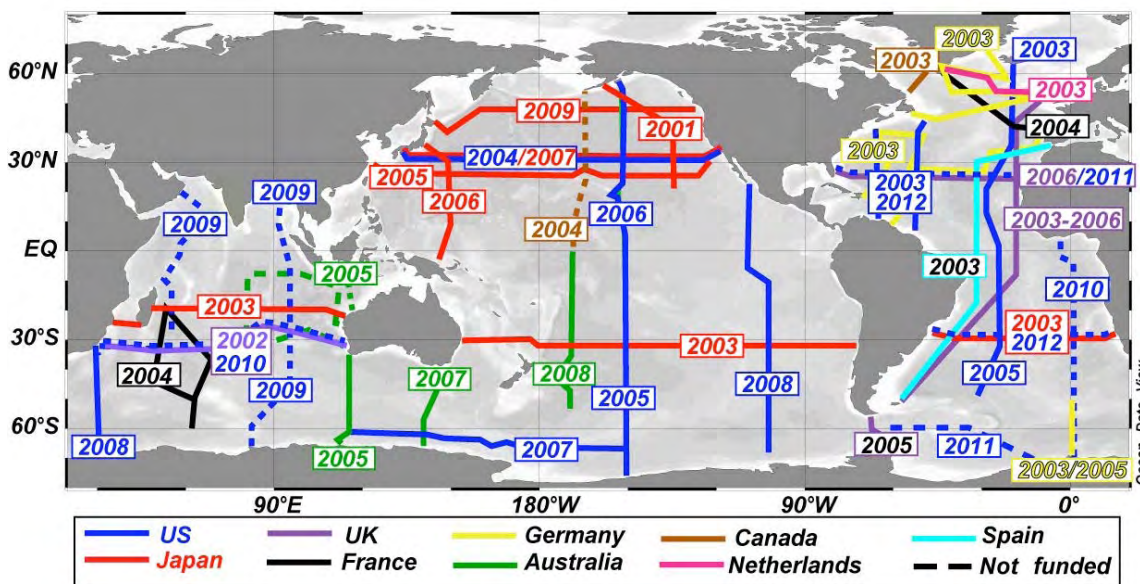 2003
2003
2003
60°N
2003
2009
2001
2004
30°N
2004/2007
2003
2005
2003
2012
2006/2011
2009
2006
2009
2006
2003-2006
2004
EQ
2005
2003
2010
2003
2002
2010
2003
2003
2012
30°S
2004
2009
2007
2008
2005
2008
2005
60°S
2008
2005
2007
2005
2011
2003/2005
Ocean Data View
90°E
180°W
90°W
0°
US
UK
Germany
Canada
Spain
Japan
France
Australia
Netherlands
Not funded